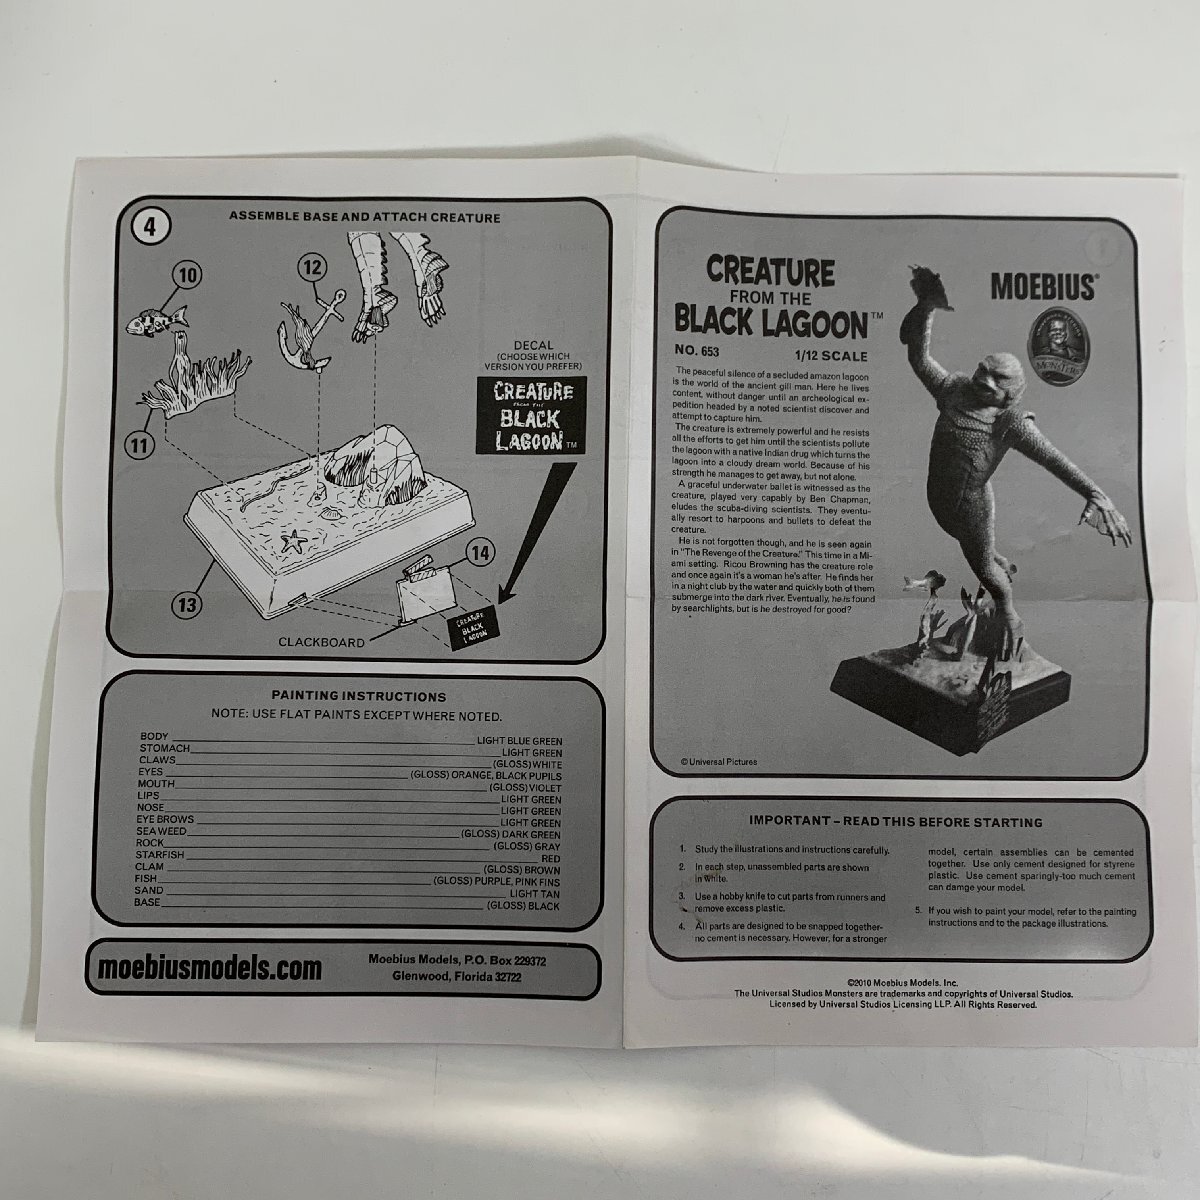 4
ASSEMBLE BASE AND ATTACH CREATURE
10
12
11
DECAL
(CHOOSE WHICH
VERSION YOU PREFER)
CREATURE
FROM THE
BLACK
LAGOON TM
14
13
CREATURE
BLACK
LAGOON
CLACKBOARD
PAINTING INSTRUCTIONS
NOTE: USE FLAT PAINTS EXCEPT WHERE NOTED.
BODY LIGHT BLUE GREEN
STOMACH LIGHT GREEN
CLAWS (GLOSS) WHITE
EYES (GLOSS) ORANGE, BLACK PUPILS
MOUTH (GLOSS) VIOLET
LIPS LIGHT GREEN
NOSE LIGHT GREEN
EYE BROWS LIGHT GREEN
SEA WEED (GLOSS) DARK GREEN
ROCK (GLOSS) GRAY
STARFISH RED
CLAM (GLOSS) BROWN
FISH (GLOSS) PURPLE, PINK FINS
SAND LIGHT TAN
BASE (GLOSS) BLACK
moebiusmodels.com
Moebius Models, P.O. Box 229372
Glenwood, Florida 32722
CREATURE
FROM THE
BLACK LAGOON™
NO. 653 1/12 SCALE
MOEBIUS®
MONSTERS
The peaceful silence of a secluded amazon lagoon
is the world of the ancient gill man. Here he lives
content, without danger until an archeological ex-
pedition headed by a noted scientist discover and
attempt to capture him.
The creature is extremely powerful and he resists
all the efforts to get him until the scientists pollute
the lagoon with a native Indian drug which turns the
lagoon into a cloudy dream world. Because of his
strength he manages to get away, but not alone.
A graceful underwater ballet is witnessed as the
creature, played very capably by Ben Chapman,
eludes the scuba-diving scientists. They eventu-
ally resort to harpoons and bullets to defeat the
creature.
He is not forgotten though, and he is seen again
in "The Revenge of the Creature." This time in a Mi-
ami setting. Ricou Browning has the creature role
and once again it's a woman he's after. He finds her
in a night club by the water and quickly both of them
submerge into the dark river. Eventually, he is found
by searchlights, but is he destroyed for good?
© Universal Pictures
IMPORTANT – READ THIS BEFORE STARTING
1. Study the illustrations and instructions carefully.
2. In each step, unassembled parts are shown
in white.
3. Use a hobby knife to cut parts from runners and
remove excess plastic.
4. All parts are designed to be snapped together-
no cement is necessary. However, for a stronger
model, certain assemblies can be cemented
together. Use only cement designed for styrene
plastic. Use cement sparingly-too much cement
can damge your model.
5. If you wish to paint your model, refer to the painting
instructions and to the package illustrations.
©2010 Moebius Models, Inc.
The Universal Studios Monsters are trademarks and copyrights of Universal Studios.
Licensed by Universal Studios Licensing LLP. All Rights Reserved.